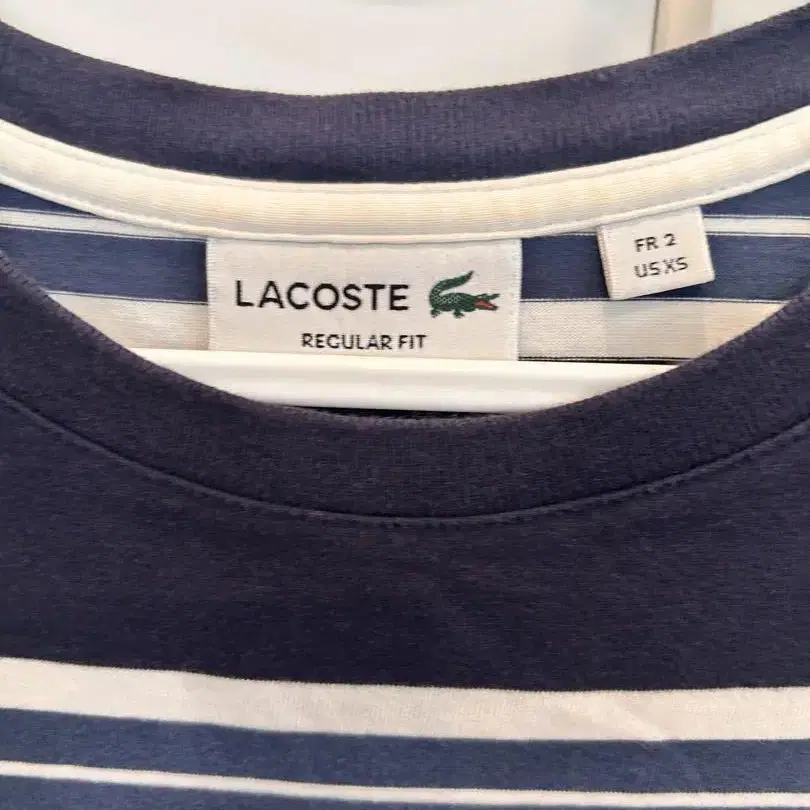 LACOSTE
REGULAR FIT
FR 2
US XS